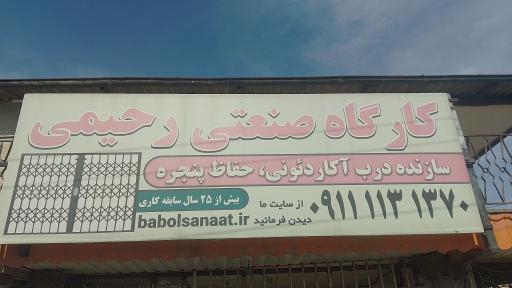 کارگاه صنعتی رحیمی
سازنده درب آکاردئونی، حفاظ پنجره
بیش از ۲۵ سال سابقه کاری
از سایت ما
babolsanaat.ir دیدن فرمائید
۰۹۱۱ ۱۱۳ ۱۳۷۰